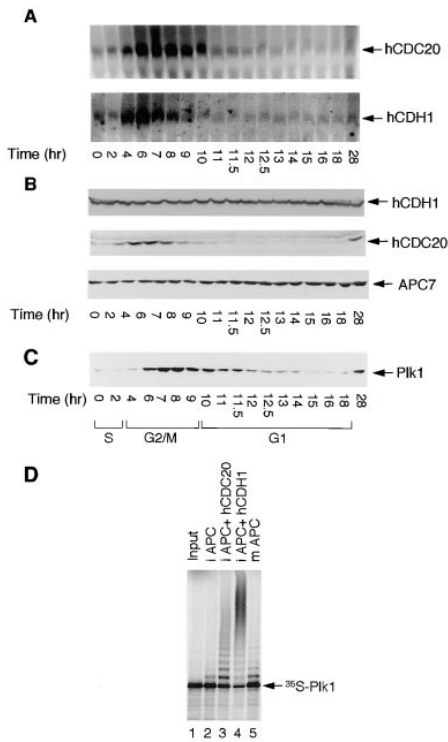 A
hCDC20
hCDH1
Time (hr) 0 2 4 6 7 8 9 10 11 11.5 12 12.5 13 14 15 16 18 28
B
hCDH1
hCDC20
APC7
0 2 4 6 7 8 9 10 11 11.5 12 12.5 13 14 15 16 18 28
C
Plk1
Time (hr) 0 2 4 6 7 8 9 10 11 11.5 12 12.5 13 14 15 16 18 28
S G2/M G1
D
Input
i APC
i APC+ hCDC20
i APC+ hCDH1
m APC
³⁵S-Plk1
1 2 3 4 5